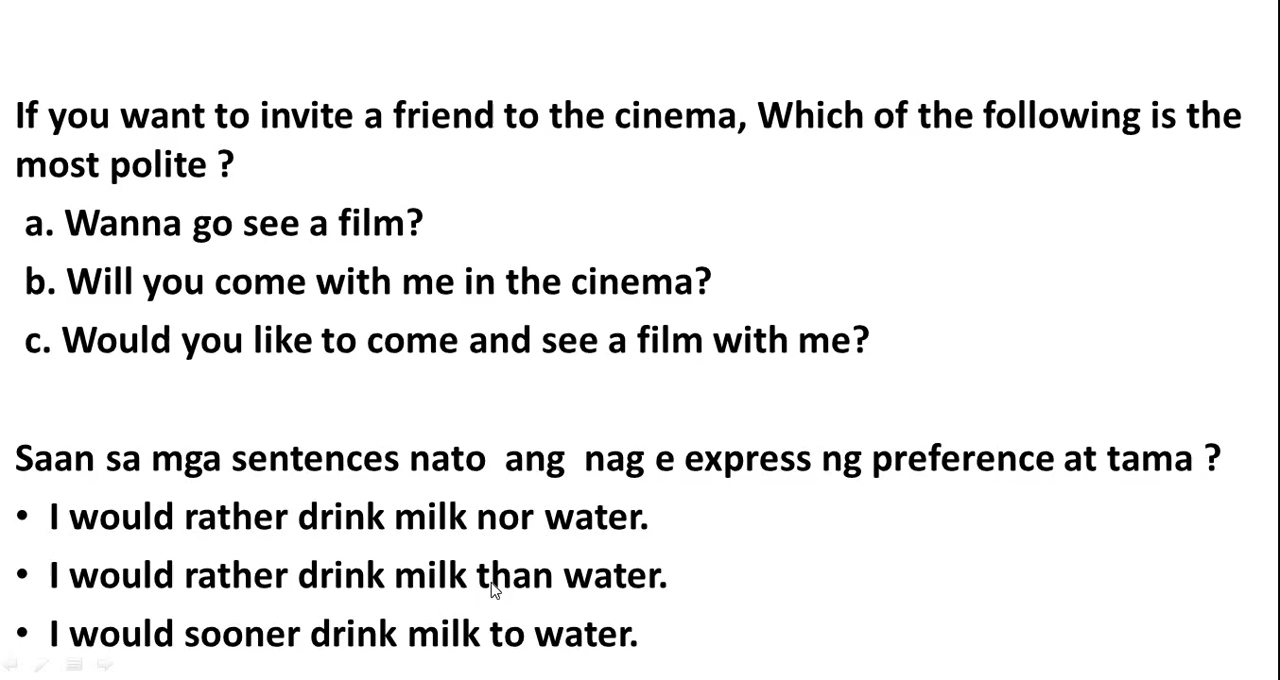 If you want to invite a friend to the cinema, Which of the following is the
most polite ?
a. Wanna go see a film?
b. Will you come with me in the cinema?
c. Would you like to come and see a film with me?
Saan sa mga sentences nato ang nag e express ng preference at tama ?
• I would rather drink milk nor water.
• I would rather drink milk than water.
• I would sooner drink milk to water.